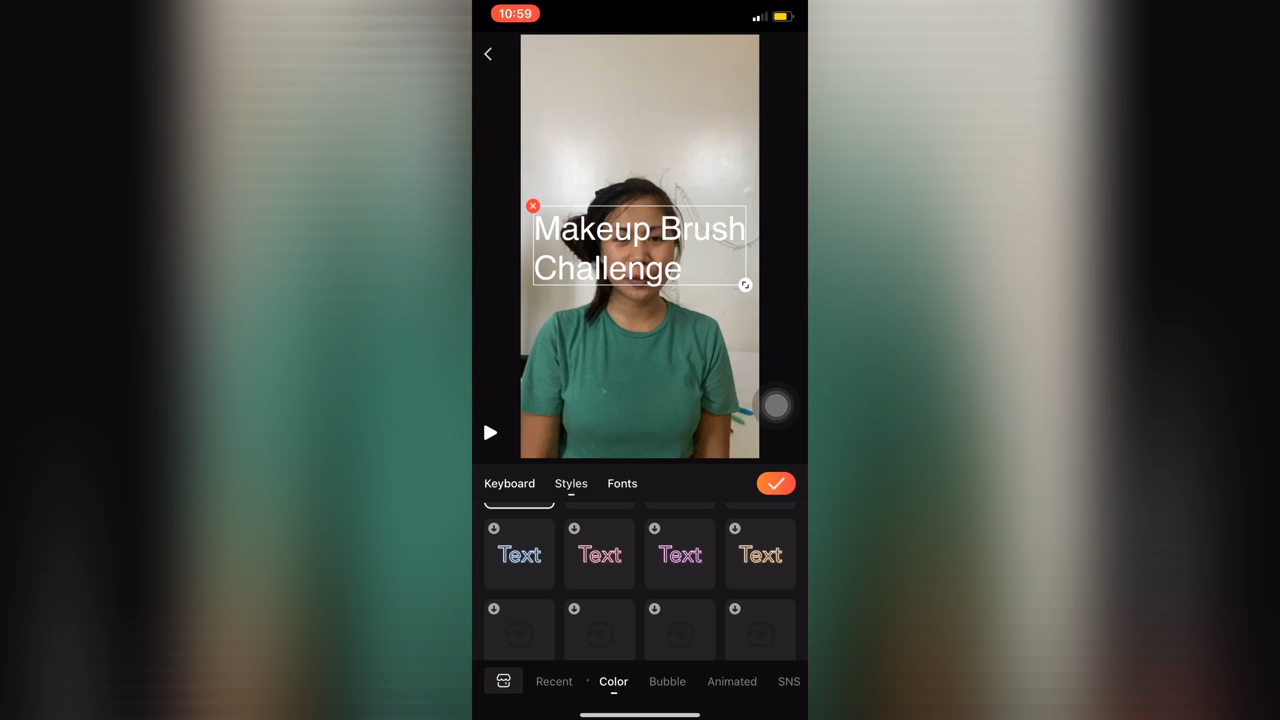 10:59
Makeup Brush
Challenge
Keyboard Styles Fonts
Text Text Text Text
Recent Color Bubble Animated SNS